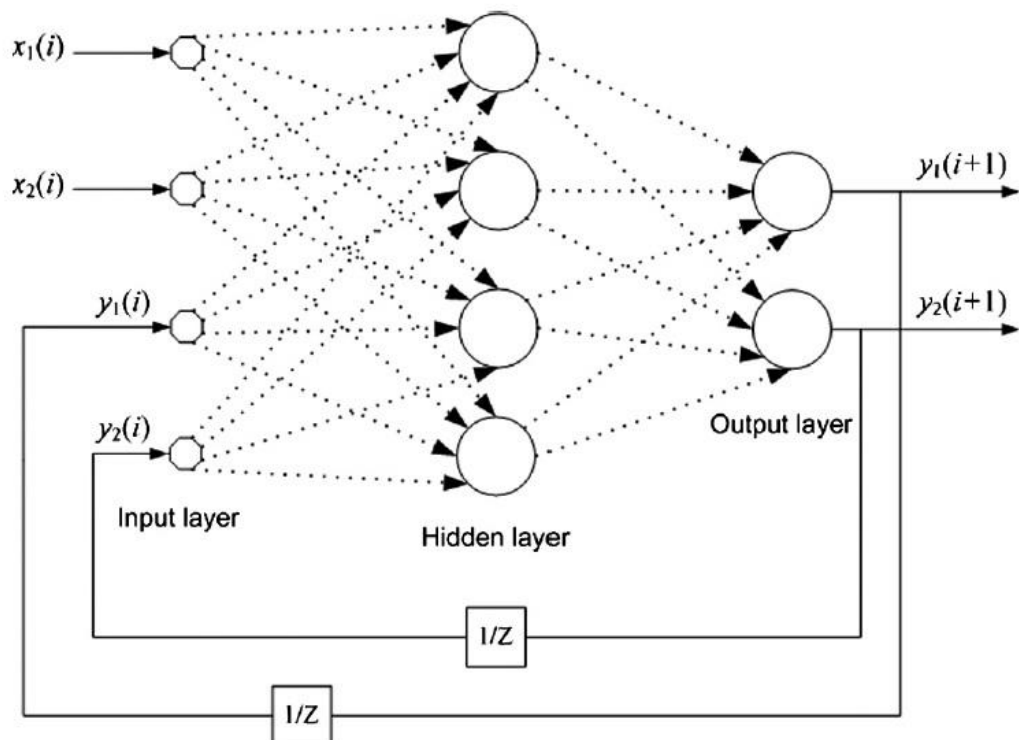 x₁(i)
x₂(i)
y₁(i)
y₂(i)
y₁(i+1)
y₂(i+1)
Input layer
Hidden layer
Output layer
1/Z
1/Z